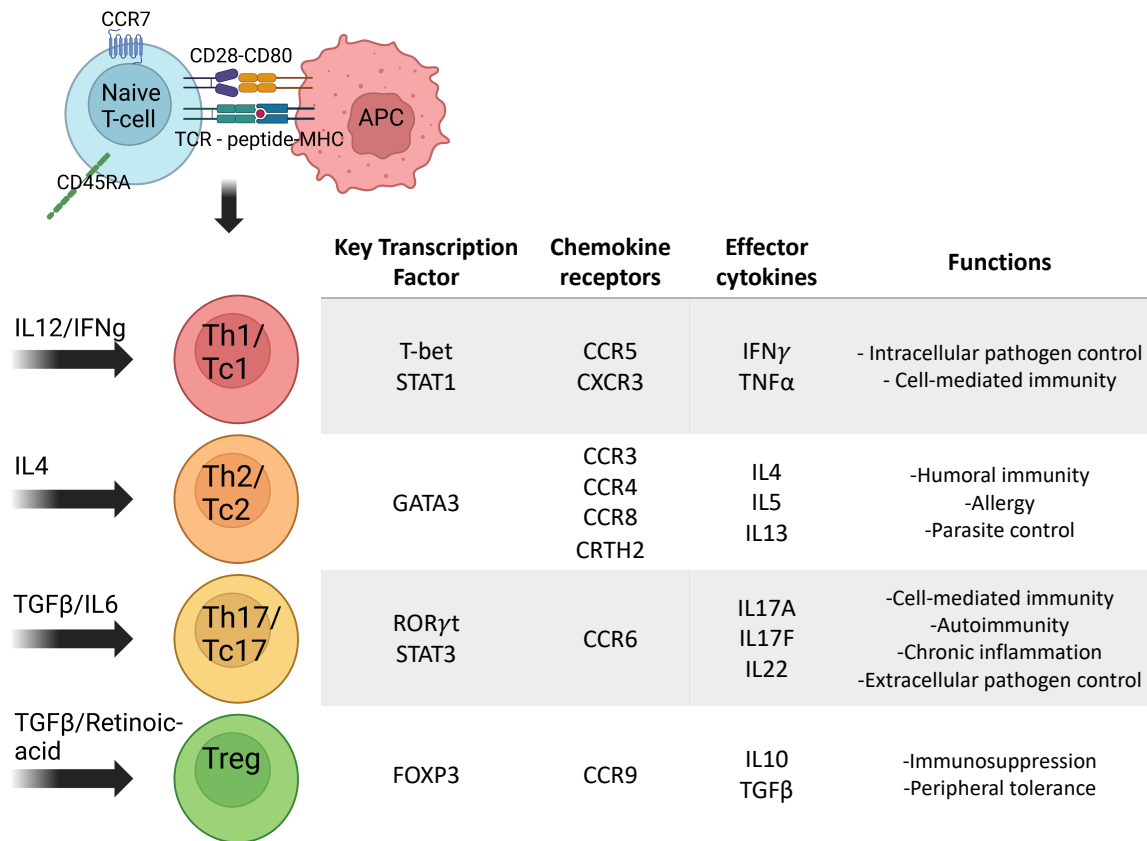 CCR7
CD28-CD80
Naive
T-cell
APC
TCR - peptide-MHC
CD45RA
Key Transcription
Factor
Chemokine
receptors
Effector
cytokines
Functions
IL12/IFNg
Th1/
Tc1
T-bet
STAT1
CCR5
CXCR3
IFNγ
TNFα
- Intracellular pathogen control
- Cell-mediated immunity
IL4
Th2/
Tc2
GATA3
CCR3
CCR4
CCR8
CRTH2
IL4
IL5
IL13
-Humoral immunity
-Allergy
-Parasite control
TGFβ/IL6
Th17/
Tc17
RORγt
STAT3
CCR6
IL17A
IL17F
IL22
-Cell-mediated immunity
-Autoimmunity
-Chronic inflammation
-Extracellular pathogen control
TGFβ/Retinoic-
acid
Treg
FOXP3
CCR9
IL10
TGFβ
-Immunosuppression
-Peripheral tolerance